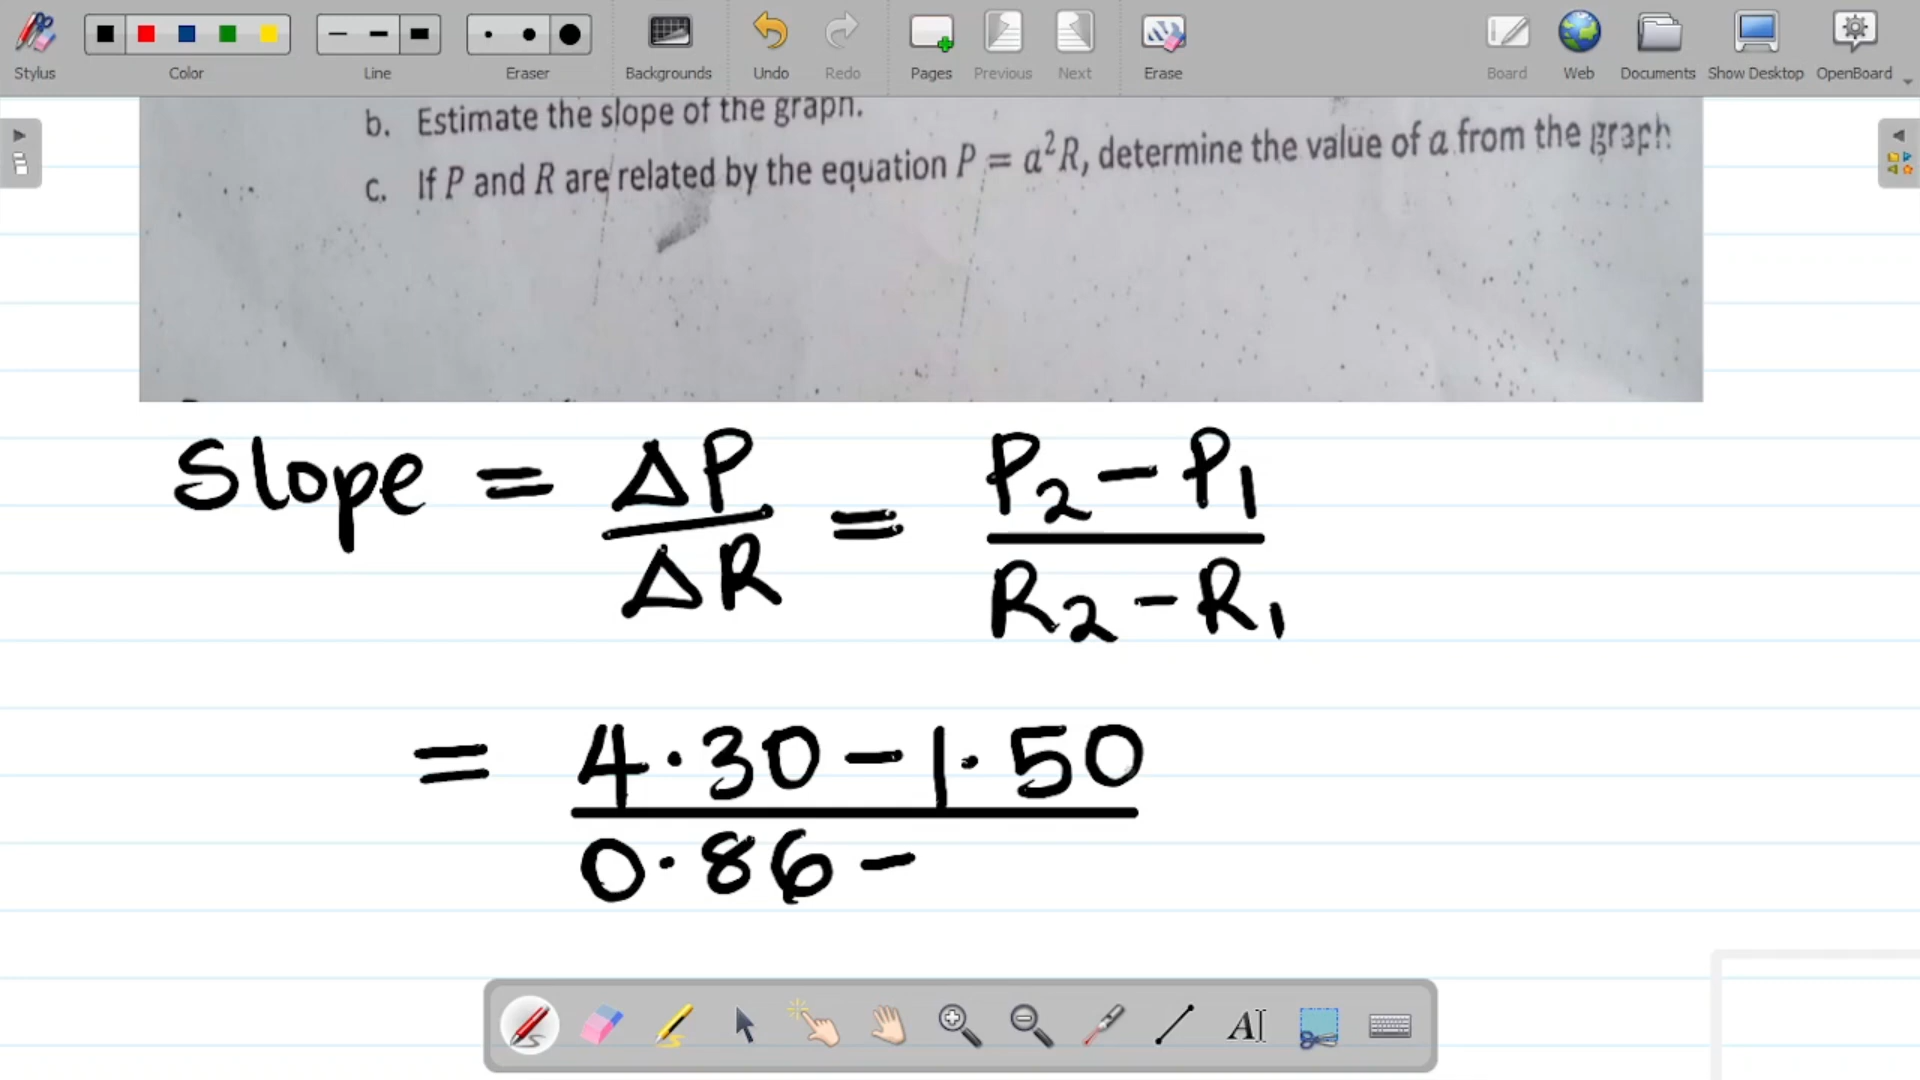 Stylus Color Line Eraser Backgrounds Undo Redo Pages Previous Next Erase Board Web Documents Show Desktop OpenBoard
b. Estimate the slope of the graph.
c. If P and R are related by the equation P = a²R, determine the value of a from the graph
Slope = ΔP/ΔR = P₂ - P₁/R₂ - R₁
= 4·30 - 1·50
0·86 -